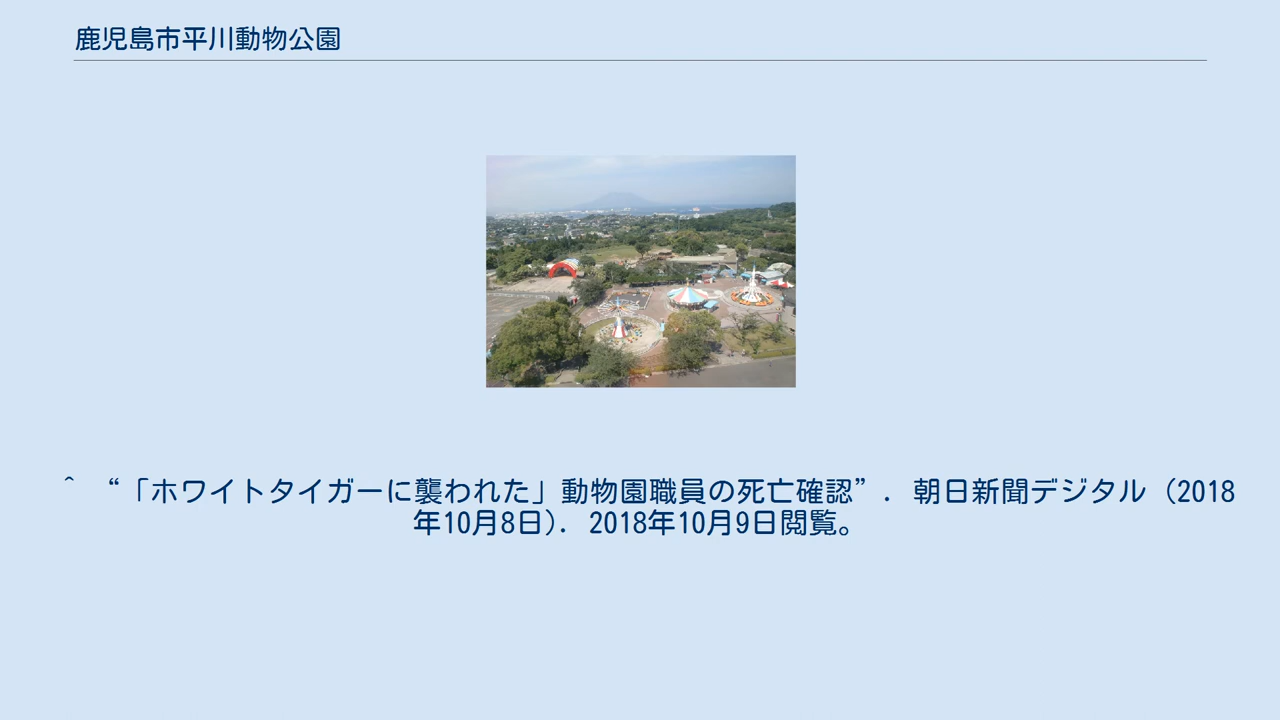 鹿児島市平川動物公園
^ “「ホワイトタイガーに襲われた」動物園職員の死亡確認”. 朝日新聞デジタル (2018
年10月8日). 2018年10月9日閲覧。